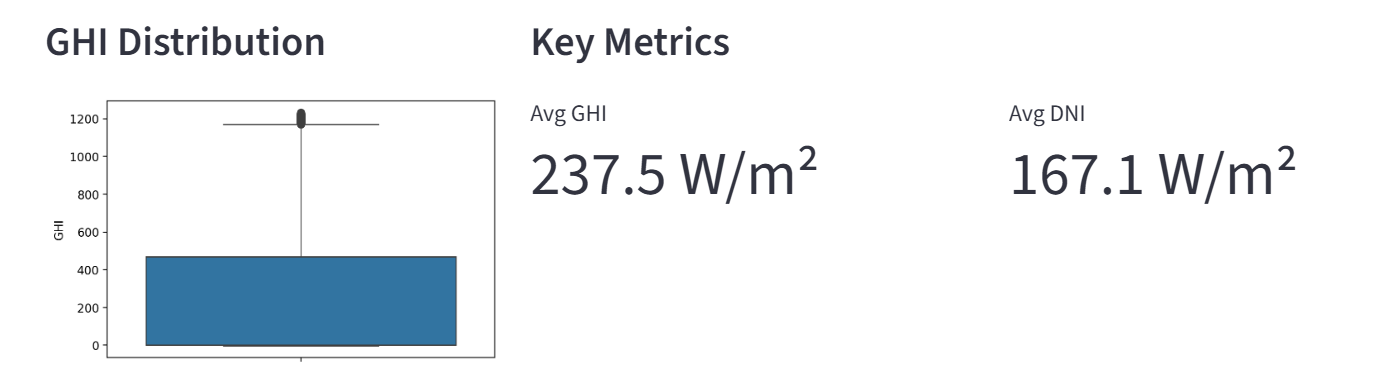 GHI Distribution
Key Metrics
GHI
1200
1000
800
600
400
200
0
Avg GHI
237.5 W/m²
Avg DNI
167.1 W/m²